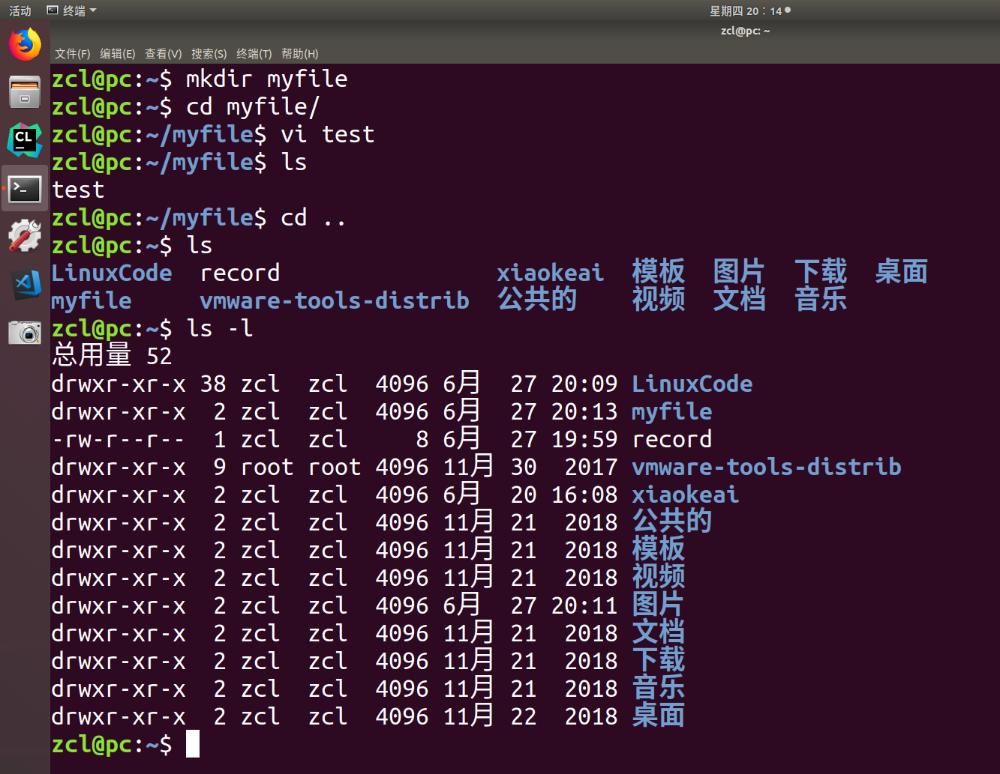 活动 终端 星期四 20：14
zcl@pc: ~
文件(F) 编辑(E) 查看(V) 搜索(S) 终端(T) 帮助(H)
zcl@pc:~$ mkdir myfile
zcl@pc:~$ cd myfile/
CL
zcl@pc:~/myfile$ vi test
zcl@pc:~/myfile$ ls
test
zcl@pc:~/myfile$ cd ..
zcl@pc:~$ ls
LinuxCode record xiaokeai 模板 图片 下载 桌面
myfile vmware-tools-distrib 公共的 视频 文档 音乐
zcl@pc:~$ ls -l
总用量 52
drwxr-xr-x 38 zcl zcl 4096 6月 27 20:09 LinuxCode
drwxr-xr-x 2 zcl zcl 4096 6月 27 20:13 myfile
-rw-r--r-- 1 zcl zcl 8 6月 27 19:59 record
drwxr-xr-x 9 root root 4096 11月 30 2017 vmware-tools-distrib
drwxr-xr-x 2 zcl zcl 4096 6月 20 16:08 xiaokeai
drwxr-xr-x 2 zcl zcl 4096 11月 21 2018 公共的
drwxr-xr-x 2 zcl zcl 4096 11月 21 2018 模板
drwxr-xr-x 2 zcl zcl 4096 11月 21 2018 视频
drwxr-xr-x 2 zcl zcl 4096 6月 27 20:11 图片
drwxr-xr-x 2 zcl zcl 4096 11月 21 2018 文档
drwxr-xr-x 2 zcl zcl 4096 11月 21 2018 下载
drwxr-xr-x 2 zcl zcl 4096 11月 21 2018 音乐
drwxr-xr-x 2 zcl zcl 4096 11月 22 2018 桌面
zcl@pc:~$